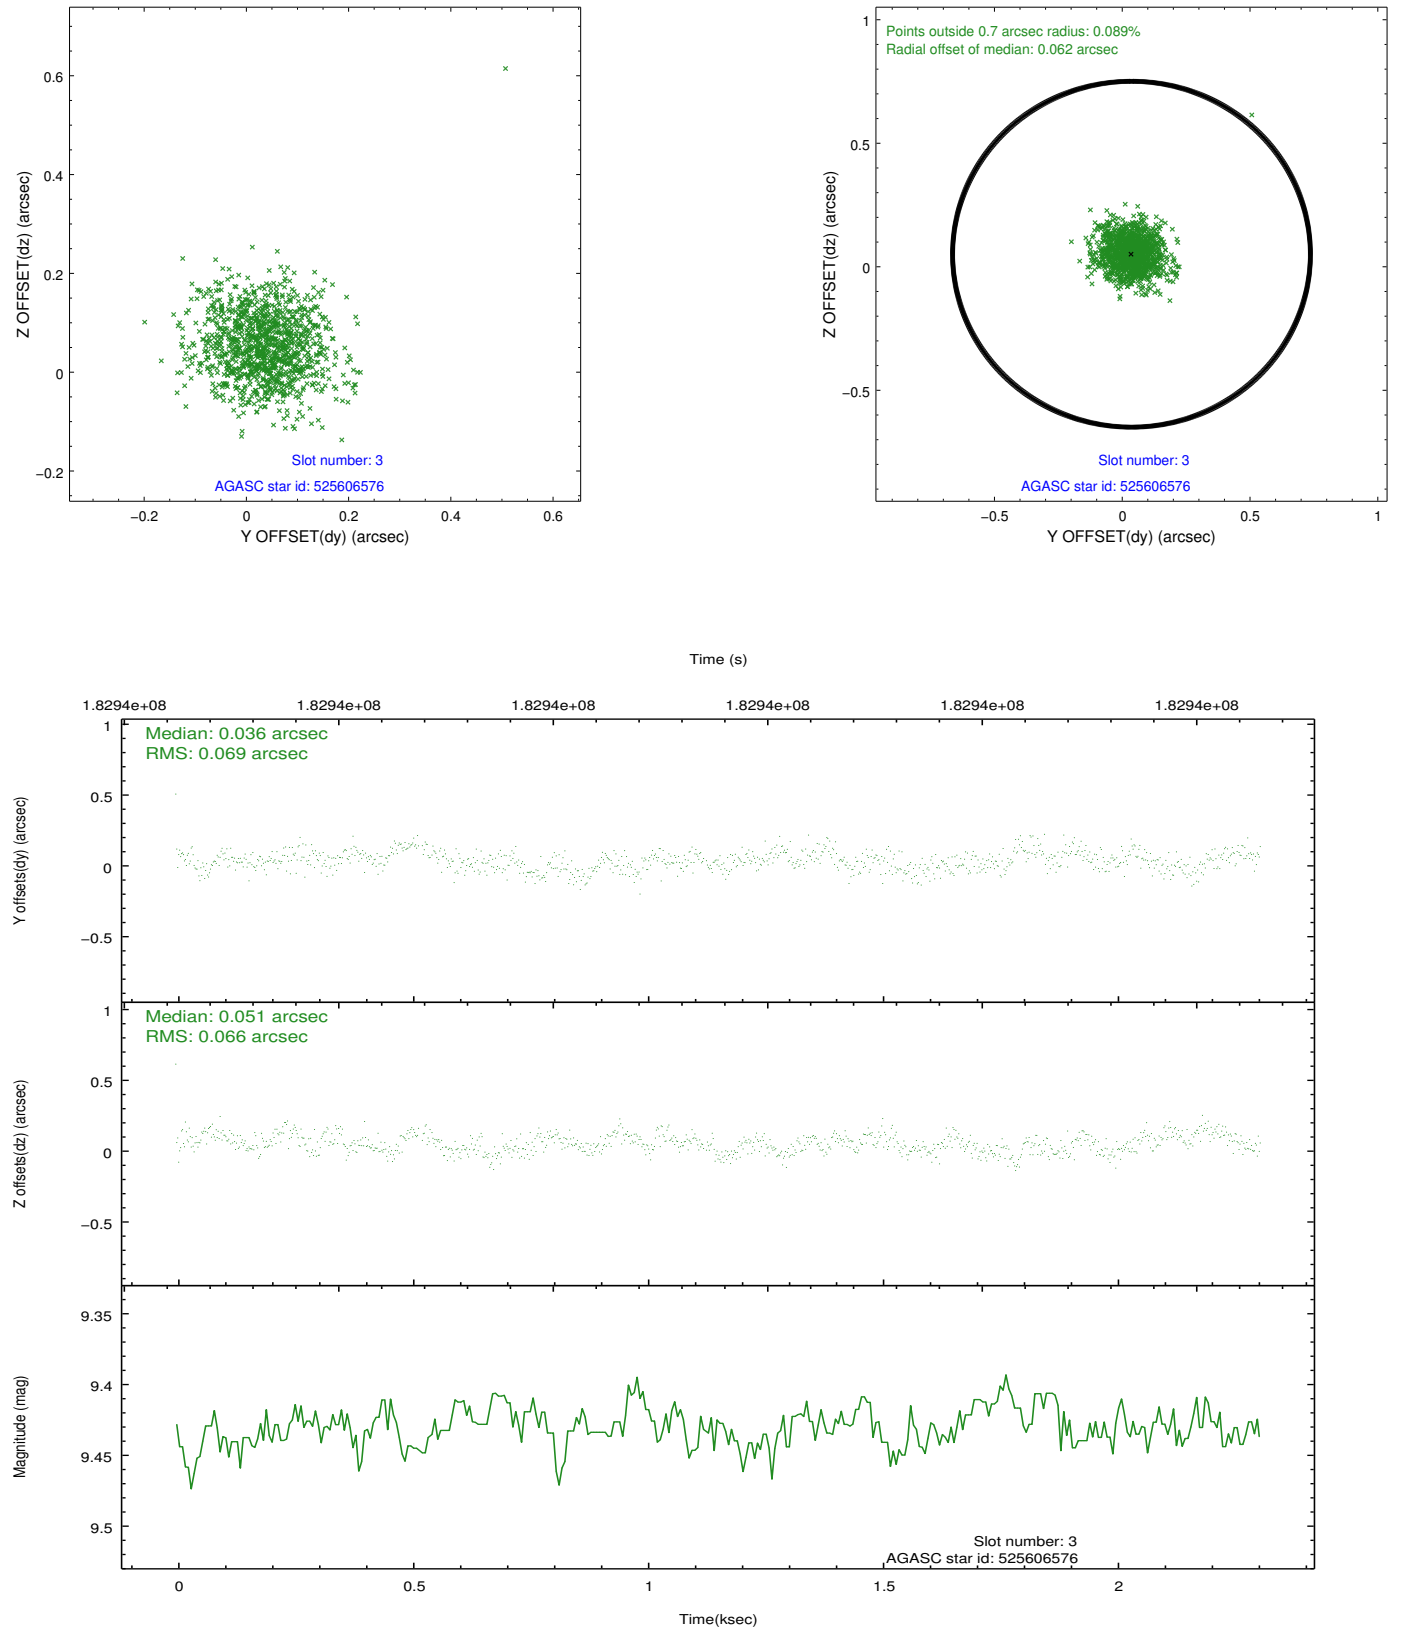 0.6
0.4
0.2
0
−0.2
Z OFFSET(dz) (arcsec)
Slot number: 3
AGASC star id: 525606576
−0.2 0 0.2 0.4 0.6
Y OFFSET(dy) (arcsec)
Points outside 0.7 arcsec radius: 0.089%
Radial offset of median: 0.062 arcsec
1
0.5
0
−0.5
Z OFFSET(dz) (arcsec)
Slot number: 3
AGASC star id: 525606576
−0.5 0 0.5 1
Y OFFSET(dy) (arcsec)
Time (s)
1.8294e+08 1.8294e+08 1.8294e+08 1.8294e+08 1.8294e+08 1.8294e+08
Median: 0.036 arcsec
RMS: 0.069 arcsec
1
0.5
0
−0.5
Y offsets(dy) (arcsec)
Median: 0.051 arcsec
RMS: 0.066 arcsec
1
0.5
0
−0.5
Z offsets(dz) (arcsec)
9.35
9.4
9.45
9.5
Magnitude (mag)
Slot number: 3
AGASC star id: 525606576
0 0.5 1 1.5 2
Time(ksec)